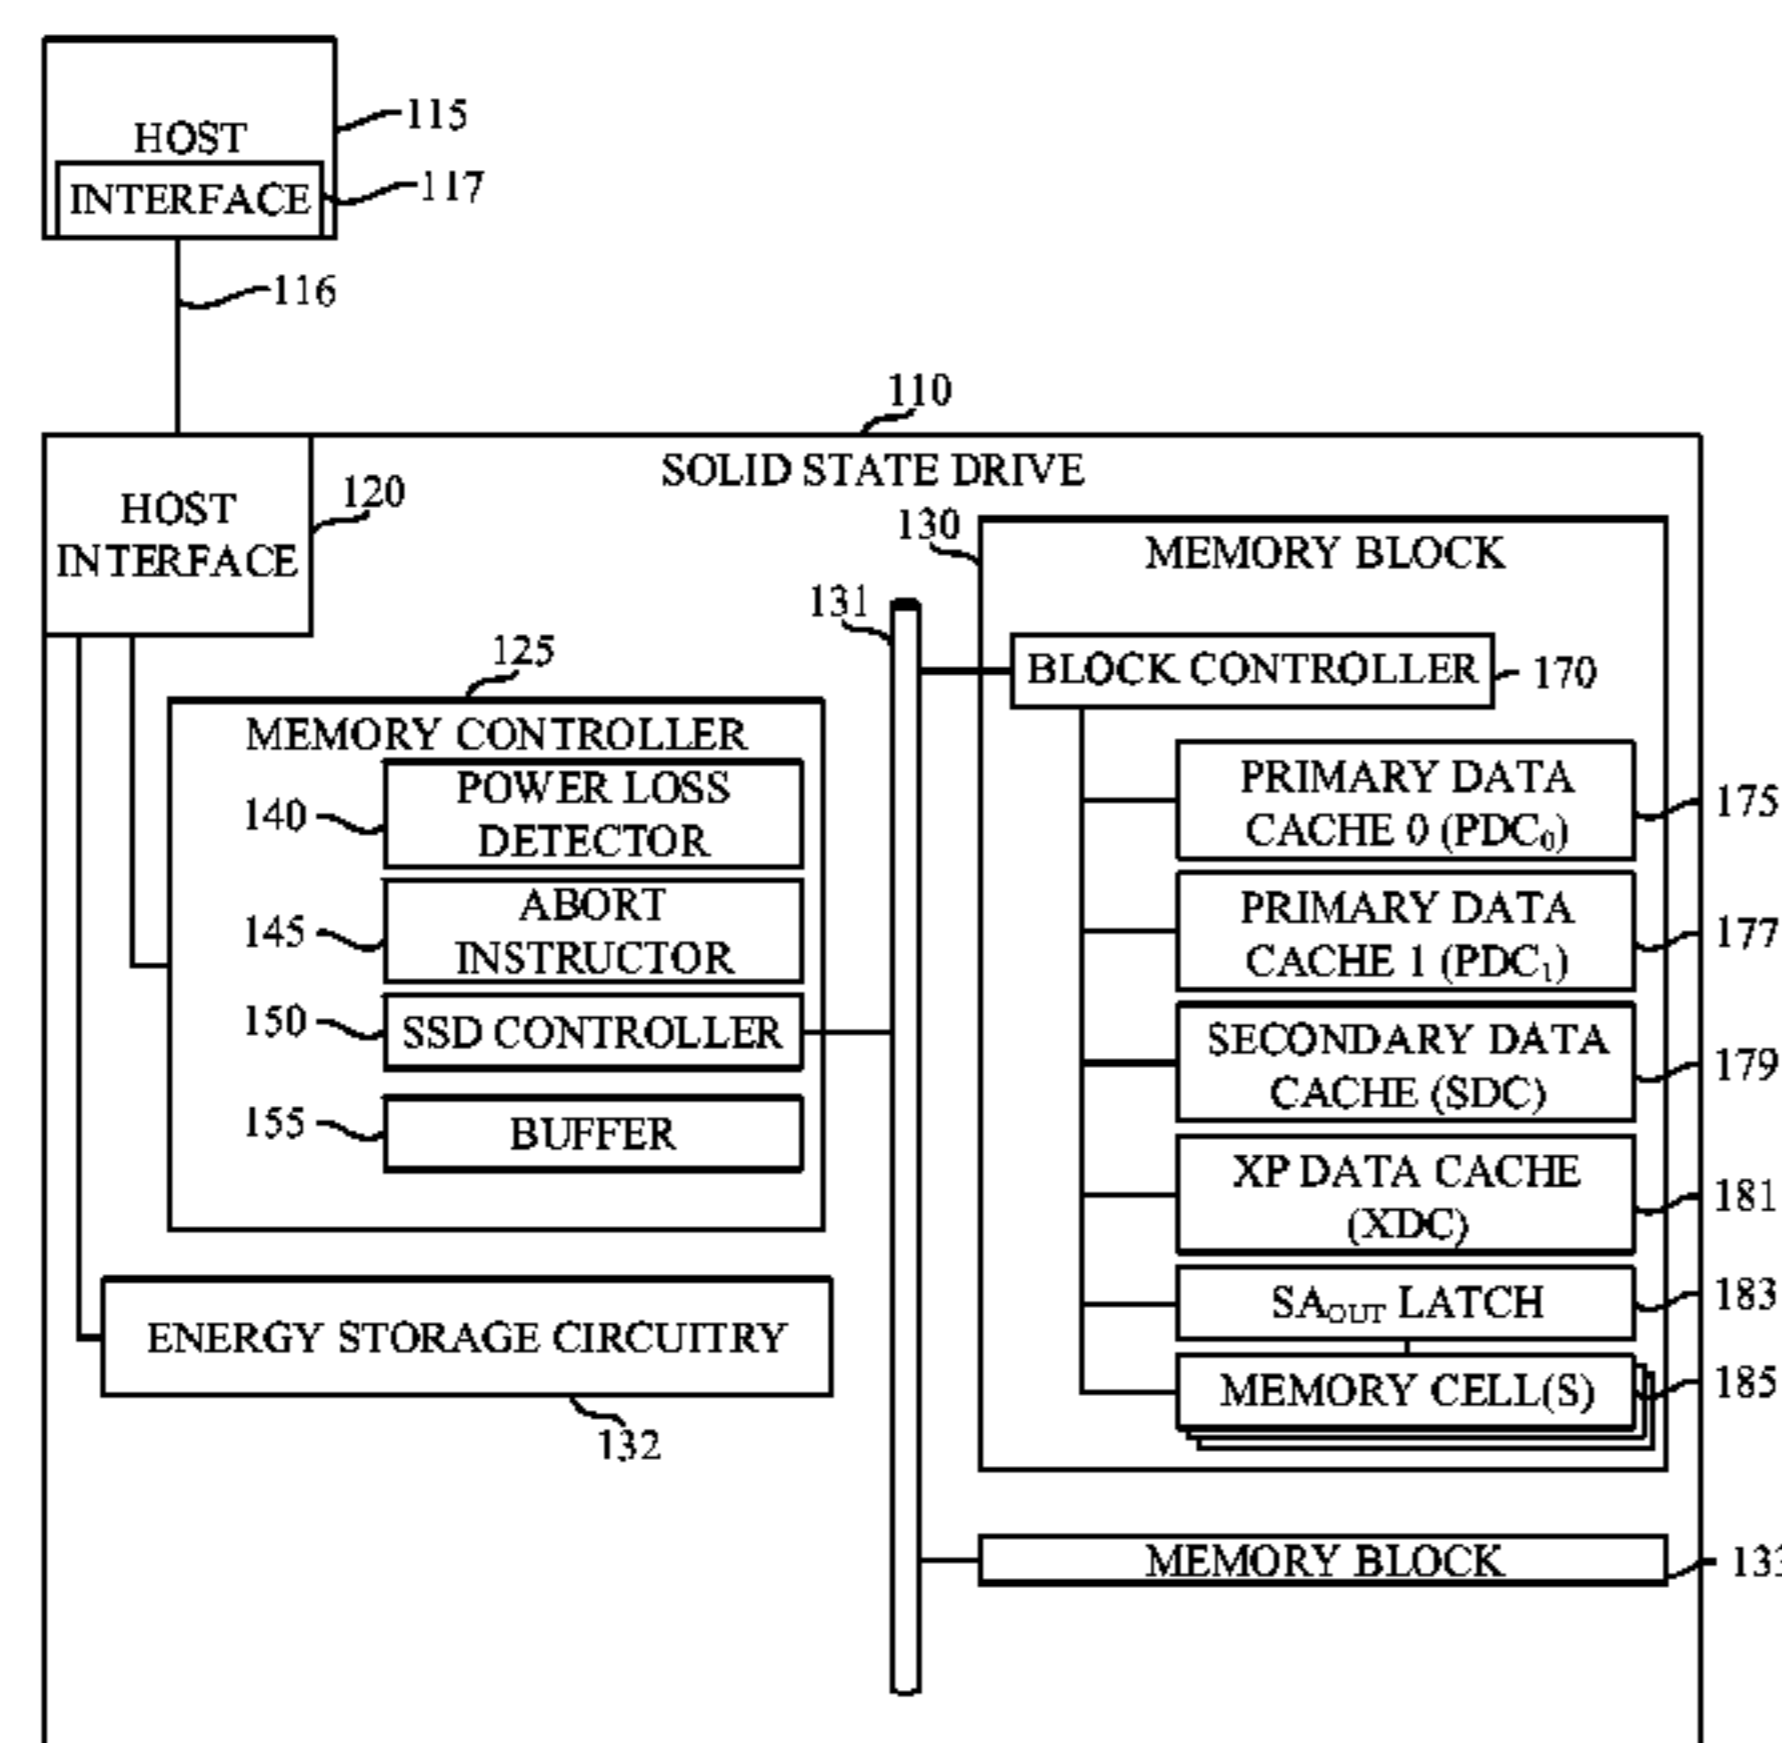 HOST
115
INTERFACE
117
116
110
SOLID STATE DRIVE
HOST
INTERFACE
120
130
MEMORY BLOCK
131
BLOCK CONTROLLER
170
125
MEMORY CONTROLLER
140
POWER LOSS
DETECTOR
145
ABORT
INSTRUCTOR
150
SSD CONTROLLER
155
BUFFER
PRIMARY DATA
CACHE 0 (PDC₀)
175
PRIMARY DATA
CACHE 1 (PDC₁)
177
SECONDARY DATA
CACHE (SDC)
179
XP DATA CACHE
(XDC)
181
SAOUT LATCH
183
MEMORY CELL(S)
185
ENERGY STORAGE CIRCUITRY
132
MEMORY BLOCK
133